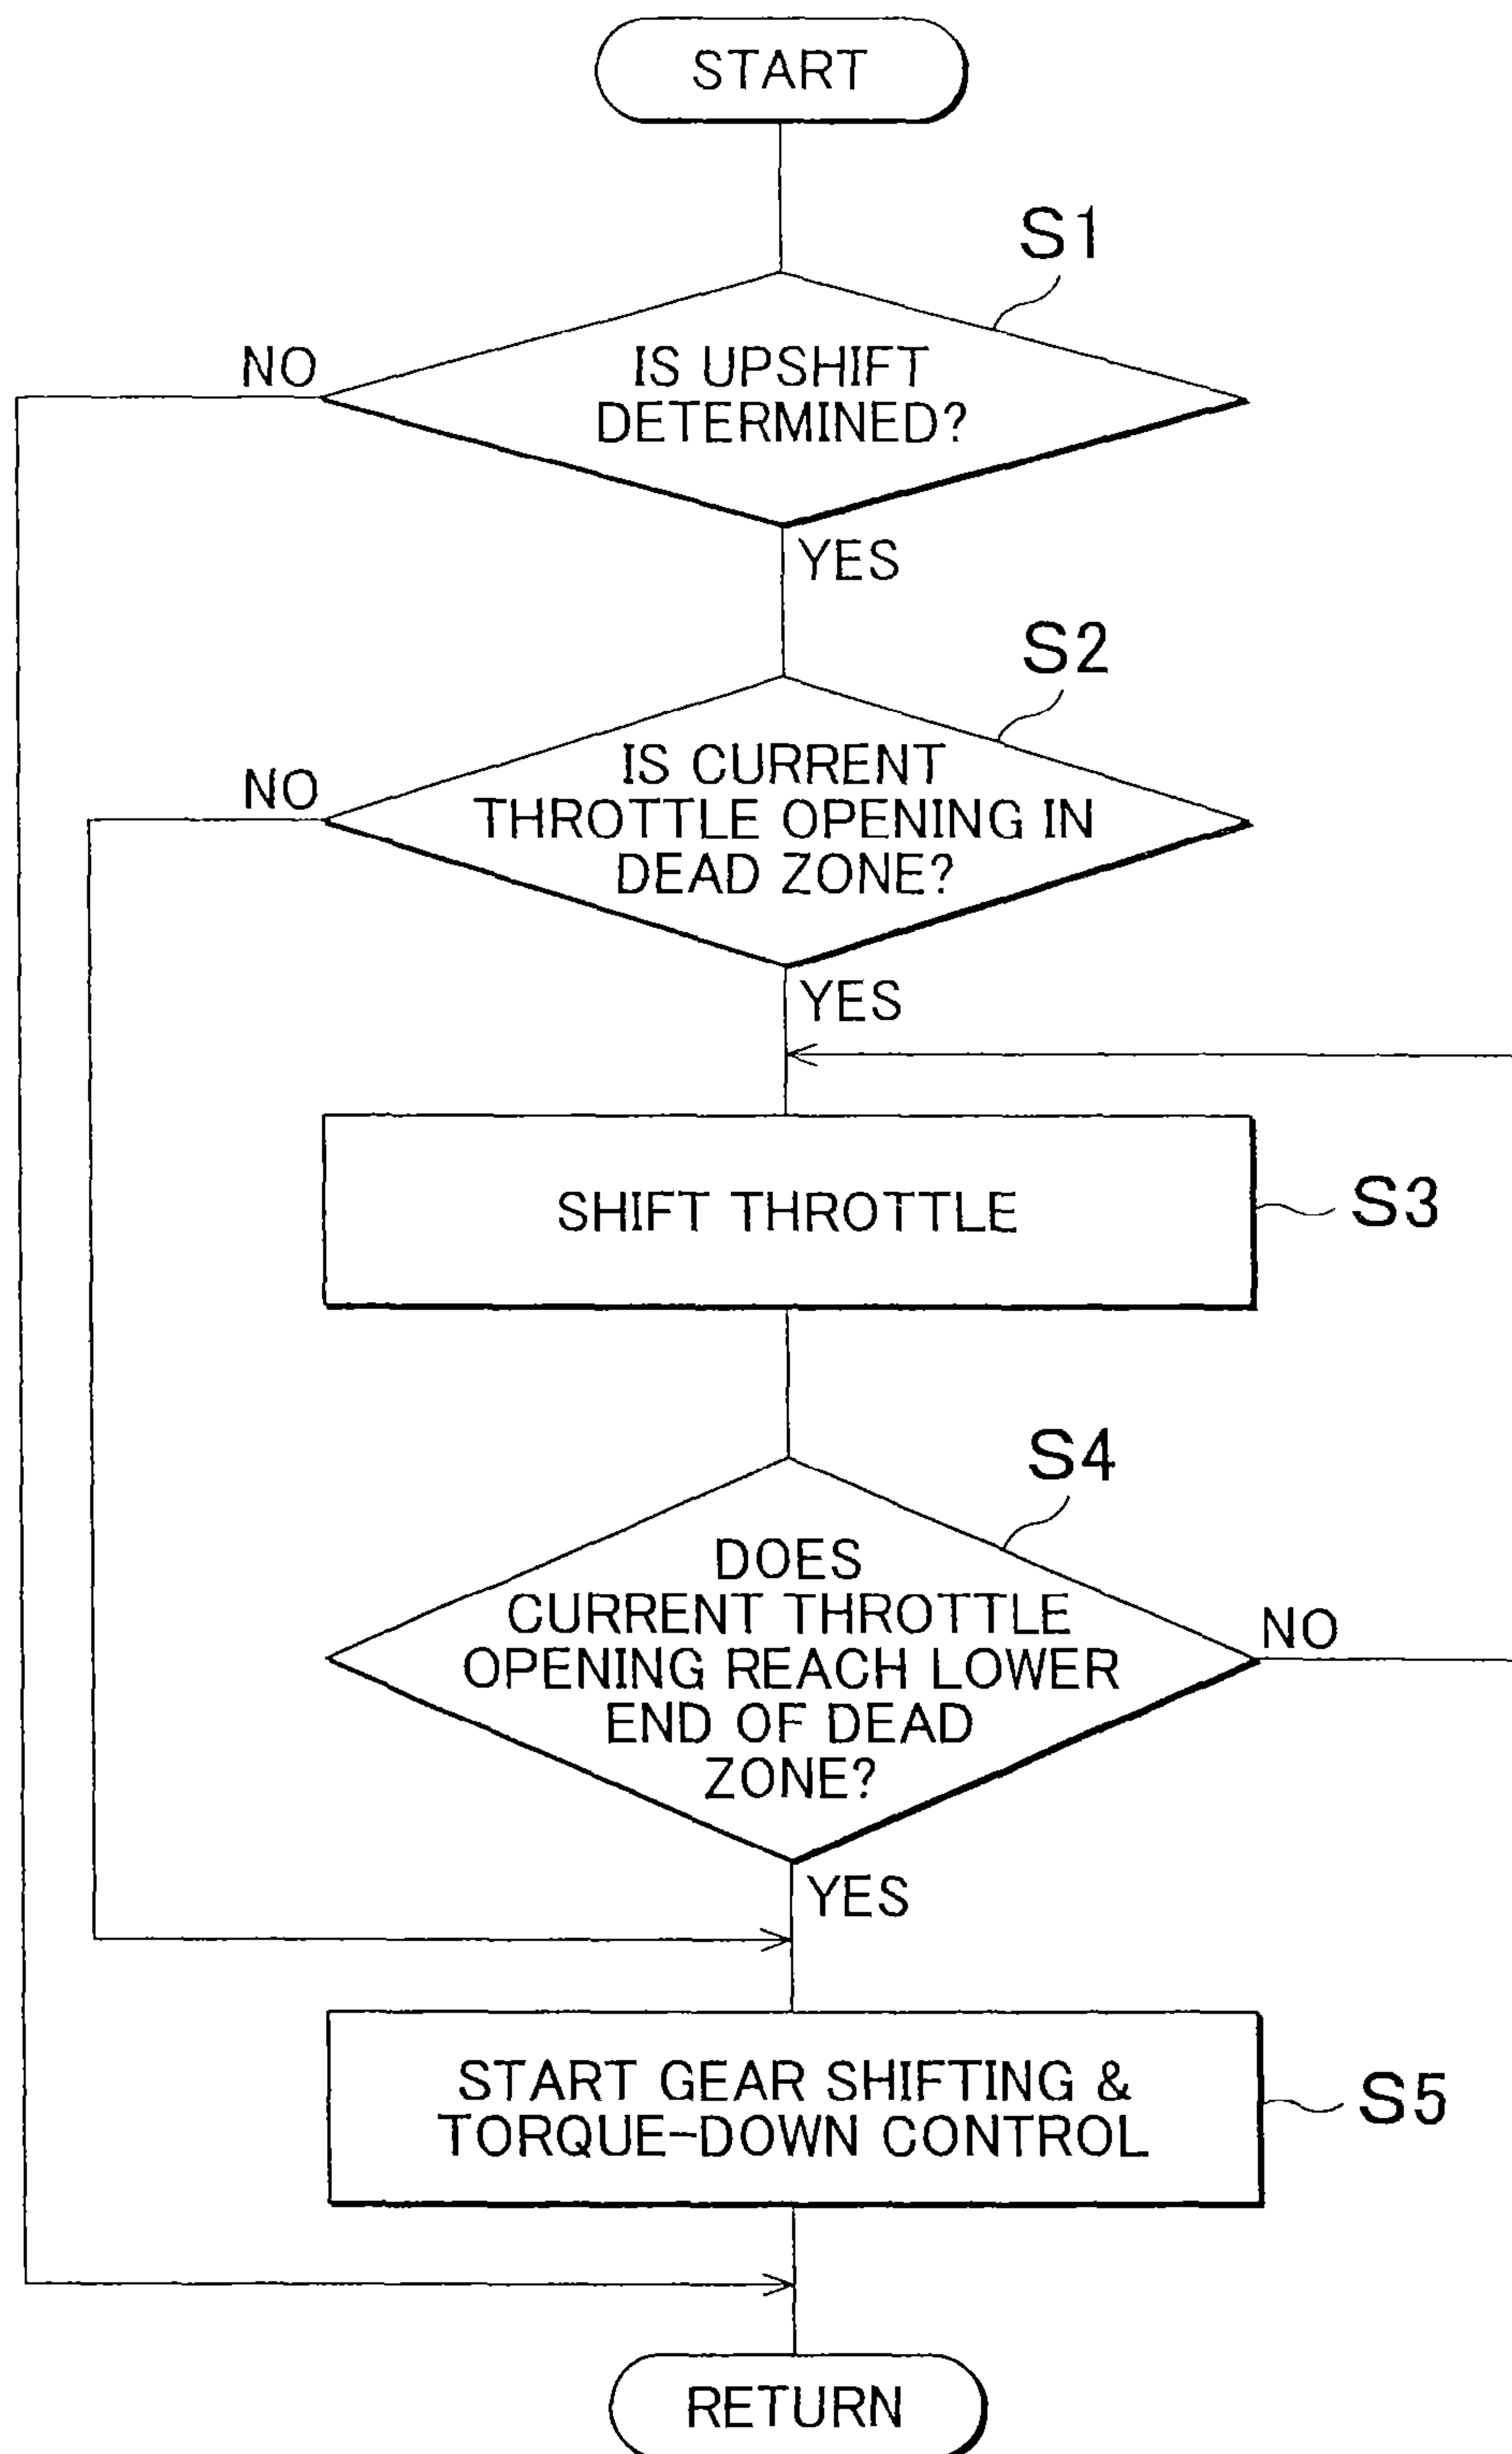 START
S1
NO
IS UPSHIFT
DETERMINED?
YES
S2
NO
IS CURRENT
THROTTLE OPENING IN
DEAD ZONE?
YES
SHIFT THROTTLE
S3
S4
DOES
CURRENT THROTTLE
OPENING REACH LOWER
END OF DEAD
ZONE?
NO
YES
START GEAR SHIFTING &
TORQUE-DOWN CONTROL
S5
RETURN